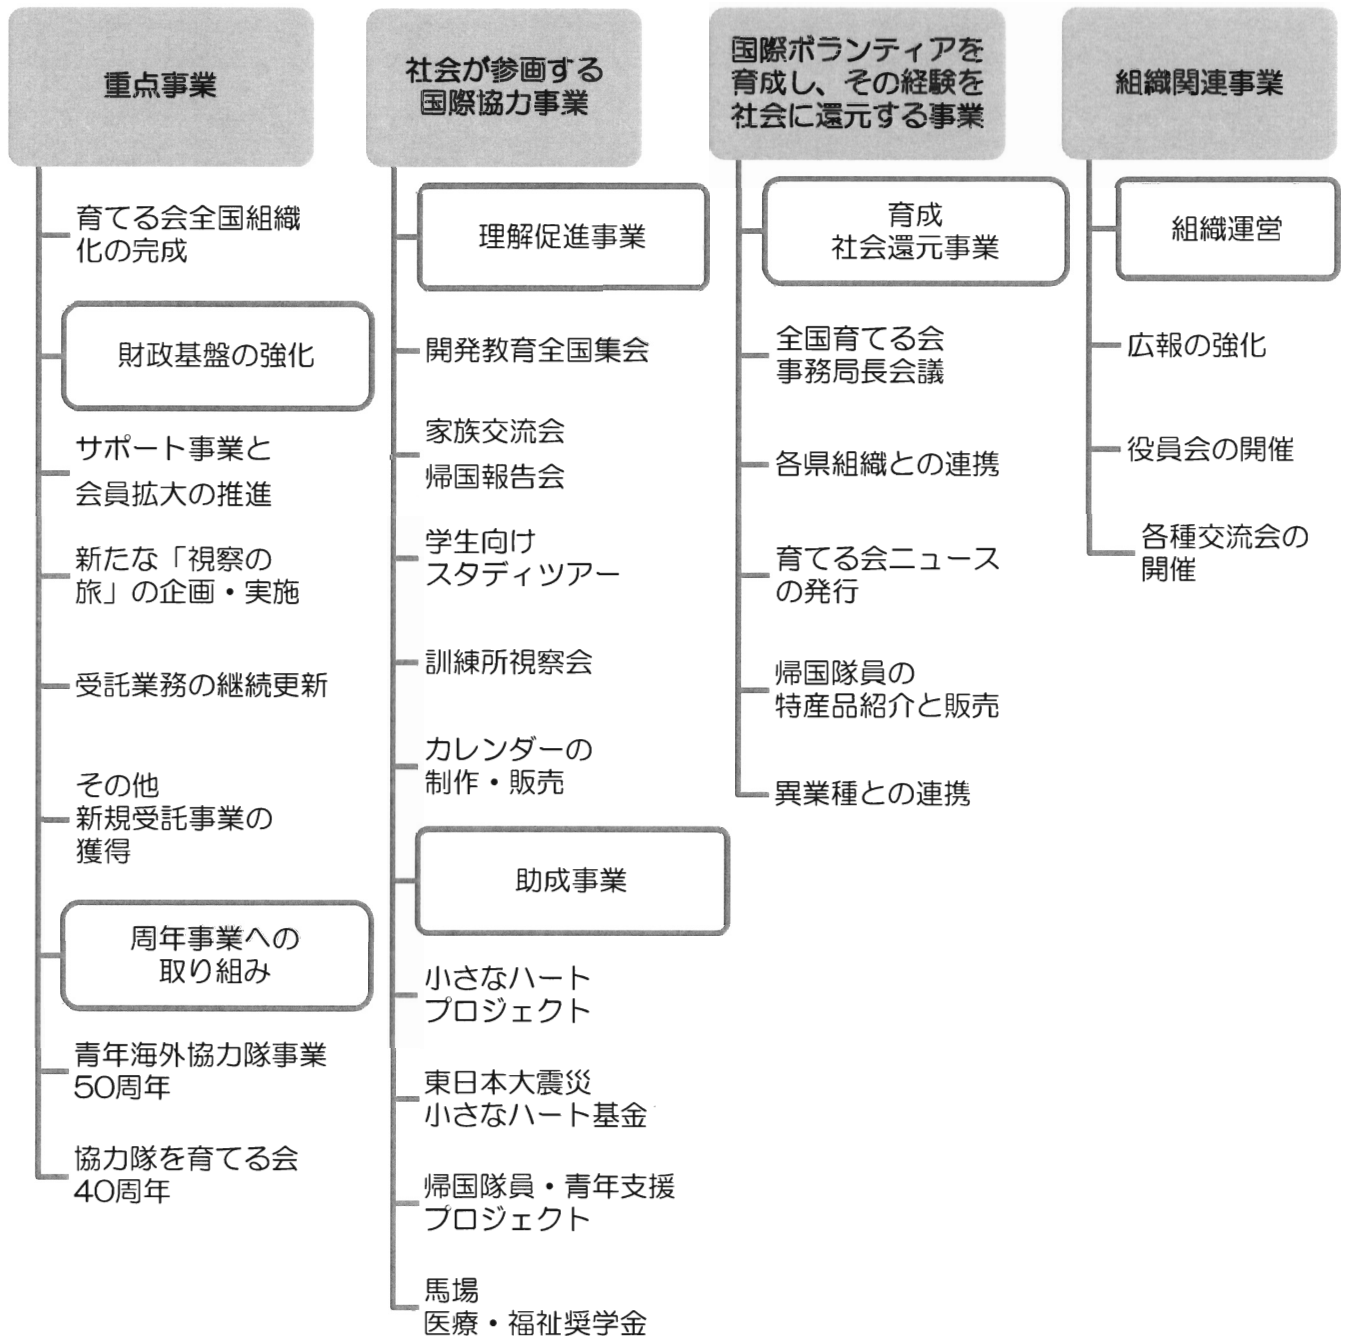 重点事業
育てる会全国組織
化の完成
財政基盤の強化
サポート事業と
会員拡大の推進
新たな「視察の
旅」の企画・実施
受託業務の継続更新
その他
新規受託事業の
獲得
周年事業への
取り組み
青年海外協力隊事業
50周年
協力隊を育てる会
40周年
社会が参画する
国際協力事業
理解促進事業
開発教育全国集会
家族交流会
帰国報告会
学生向け
スタディツアー
訓練所視察会
カレンダーの
制作・販売
助成事業
小さなハート
プロジェクト
東日本大震災
小さなハート基金
帰国隊員・青年支援
プロジェクト
馬場
医療・福祉奨学金
国際ボランティアを
育成し、その経験を
社会に還元する事業
育成
社会還元事業
全国育てる会
事務局長会議
各県組織との連携
育てる会ニュース
の発行
帰国隊員の
特産品紹介と販売
異業種との連携
組織関連事業
組織運営
広報の強化
役員会の開催
各種交流会の
開催